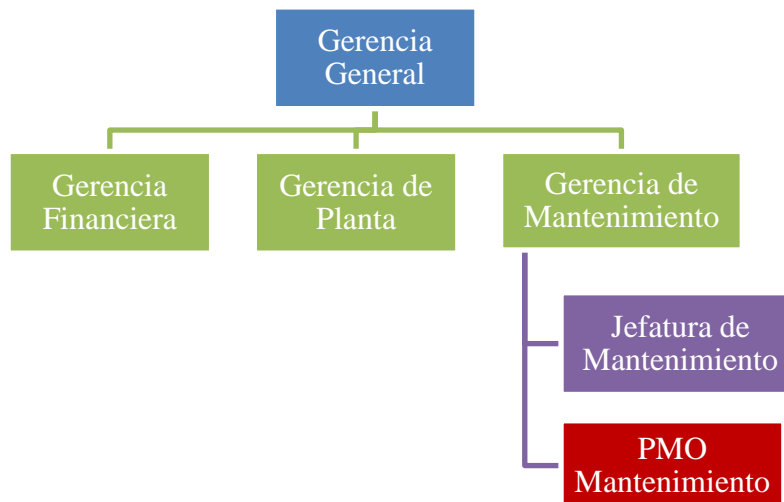 Gerencia
General
Gerencia
Financiera
Gerencia de
Planta
Gerencia de
Mantenimiento
Jefatura de
Mantenimiento
PMO
Mantenimiento